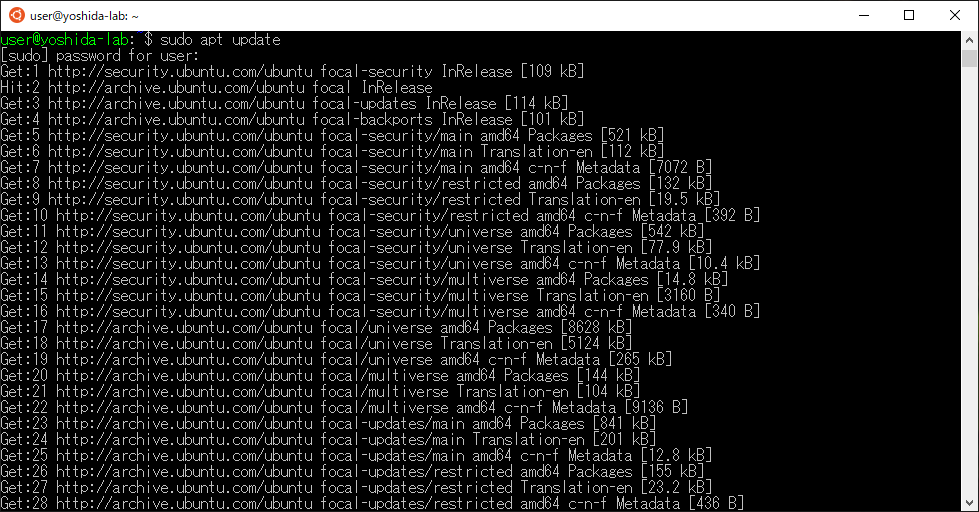 user@yoshida-lab: ~
user@yoshida-lab:~$ sudo apt update
[sudo] password for user:
Get:1 http://security.ubuntu.com/ubuntu focal-security InRelease [109 kB]
Hit:2 http://archive.ubuntu.com/ubuntu focal InRelease
Get:3 http://archive.ubuntu.com/ubuntu focal-updates InRelease [114 kB]
Get:4 http://archive.ubuntu.com/ubuntu focal-backports InRelease [101 kB]
Get:5 http://security.ubuntu.com/ubuntu focal-security/main amd64 Packages [521 kB]
Get:6 http://security.ubuntu.com/ubuntu focal-security/main Translation-en [112 kB]
Get:7 http://security.ubuntu.com/ubuntu focal-security/main amd64 c-n-f Metadata [7072 B]
Get:8 http://security.ubuntu.com/ubuntu focal-security/restricted amd64 Packages [132 kB]
Get:9 http://security.ubuntu.com/ubuntu focal-security/restricted Translation-en [19.5 kB]
Get:10 http://security.ubuntu.com/ubuntu focal-security/restricted amd64 c-n-f Metadata [392 B]
Get:11 http://security.ubuntu.com/ubuntu focal-security/universe amd64 Packages [542 kB]
Get:12 http://security.ubuntu.com/ubuntu focal-security/universe Translation-en [77.9 kB]
Get:13 http://security.ubuntu.com/ubuntu focal-security/universe amd64 c-n-f Metadata [10.4 kB]
Get:14 http://security.ubuntu.com/ubuntu focal-security/multiverse amd64 Packages [14.8 kB]
Get:15 http://security.ubuntu.com/ubuntu focal-security/multiverse Translation-en [3160 B]
Get:16 http://security.ubuntu.com/ubuntu focal-security/multiverse amd64 c-n-f Metadata [340 B]
Get:17 http://archive.ubuntu.com/ubuntu focal/universe amd64 Packages [8628 kB]
Get:18 http://archive.ubuntu.com/ubuntu focal/universe Translation-en [5124 kB]
Get:19 http://archive.ubuntu.com/ubuntu focal/universe amd64 c-n-f Metadata [265 kB]
Get:20 http://archive.ubuntu.com/ubuntu focal/multiverse amd64 Packages [144 kB]
Get:21 http://archive.ubuntu.com/ubuntu focal/multiverse Translation-en [104 kB]
Get:22 http://archive.ubuntu.com/ubuntu focal/multiverse amd64 c-n-f Metadata [9136 B]
Get:23 http://archive.ubuntu.com/ubuntu focal-updates/main amd64 Packages [841 kB]
Get:24 http://archive.ubuntu.com/ubuntu focal-updates/main Translation-en [201 kB]
Get:25 http://archive.ubuntu.com/ubuntu focal-updates/main amd64 c-n-f Metadata [12.8 kB]
Get:26 http://archive.ubuntu.com/ubuntu focal-updates/restricted amd64 Packages [155 kB]
Get:27 http://archive.ubuntu.com/ubuntu focal-updates/restricted Translation-en [23.2 kB]
Get:28 http://archive.ubuntu.com/ubuntu focal-updates/restricted amd64 c-n-f Metadata [436 B]